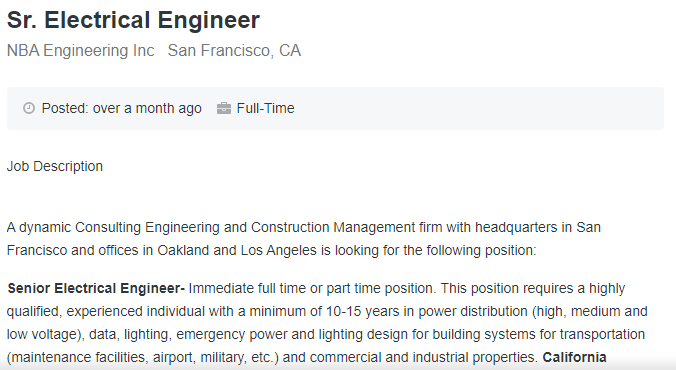 Sr. Electrical Engineer
NBA Engineering Inc San Francisco, CA
Posted: over a month ago Full-Time
Job Description
A dynamic Consulting Engineering and Construction Management firm with headquarters in San
Francisco and offices in Oakland and Los Angeles is looking for the following position:
Senior Electrical Engineer- Immediate full time or part time position. This position requires a highly
qualified, experienced individual with a minimum of 10-15 years in power distribution (high, medium and
low voltage), data, lighting, emergency power and lighting design for building systems for transportation
(maintenance facilities, airport, military, etc.) and commercial and industrial properties. California